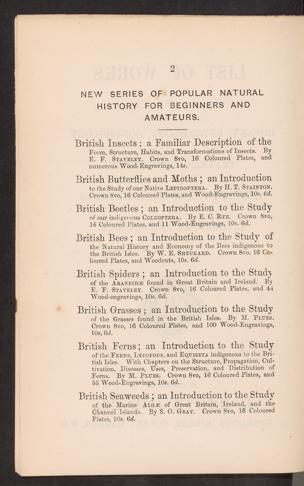 2
NEW SERIES OF POPULAR NATURAL
HISTORY FOR BEGINNERS AND
AMATEURS.
British Insects; a Familiar Description of the
Form, Structure, Habits, and Transformations of Insects. By
E. F. STAVELEY. Crown 8vo, 16 Coloured Plates, and
numerous Wood-Engravings, 14s.
British Butterflies and Moths; an Introduction
to the Study of our Native LEPIDOPTERA. By H. T. STAINTON.
Crown 8vo, 16 Coloured Plates, and Wood-Engravings, 10s. 6d.
British Beetles; an Introduction to the Study
of our indigenous COLEOPTERA. By E. C. RYE. Crown 8vo,
16 Coloured Plates, and 11 Wood-Engravings, 10s. 6d.
British Bees; an Introduction to the Study of
the Natural History and Economy of the Bees indigenous to
the British Isles. By W. E. SHUCKARD. Crown 8vo. 16 Co-
loured Plates, and Woodcuts, 10s. 6d.
British Spiders; an Introduction to the Study
of the ARANEIDÆ found in Great Britain and Ireland. By
E. F. STAVELEY. Crown 8vo, 16 Coloured Plates, and 44
Wood-engravings, 10s. 6d.
British Grasses; an Introduction to the Study
of the Grasses found in the British Isles. By M. PLUES.
Crown 8vo, 16 Coloured Plates, and 100 Wood-Engravings,
10s. 6d.
British Ferns; an Introduction to the Study
of the FERNS, LYCOPODS, and EQUISETA indigenous to the Bri-
tish Isles. With Chapters on the Structure, Propagation, Cul-
tivation, Diseases, Uses, Preservation, and Distribution of
Ferns. By M. PLUES. Crown 8vo, 16 Coloured Plates, and
55 Wood-Engravings, 10s. 6d.
British Seaweeds; an Introduction to the Study
of the Marine ALGÆ of Great Britain, Ireland, and the
Channel Islands. By S. O. GRAY. Crown 8vo, 16 Coloured
Plates, 10s. 6d.